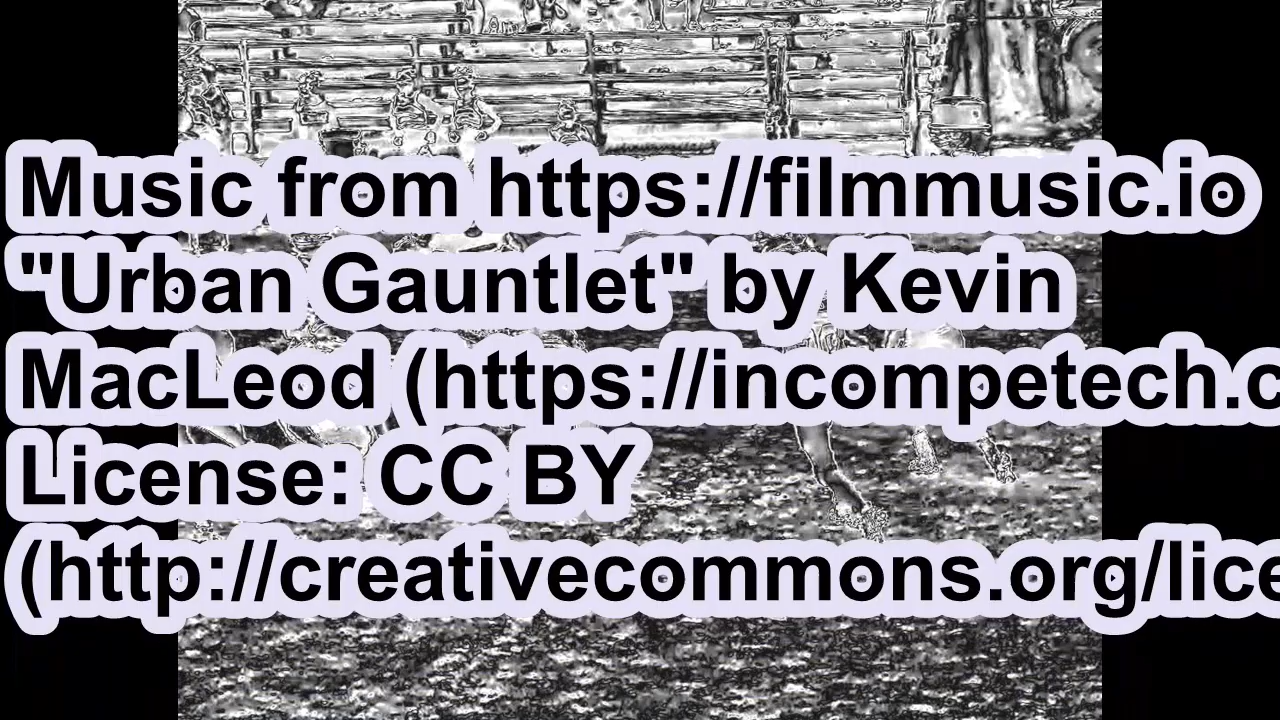 Music from https://filmmusic.io
"Urban Gauntlet" by Kevin
MacLeod (https://incompetech.c
License: CC BY
(http://creativecommons.org/lice